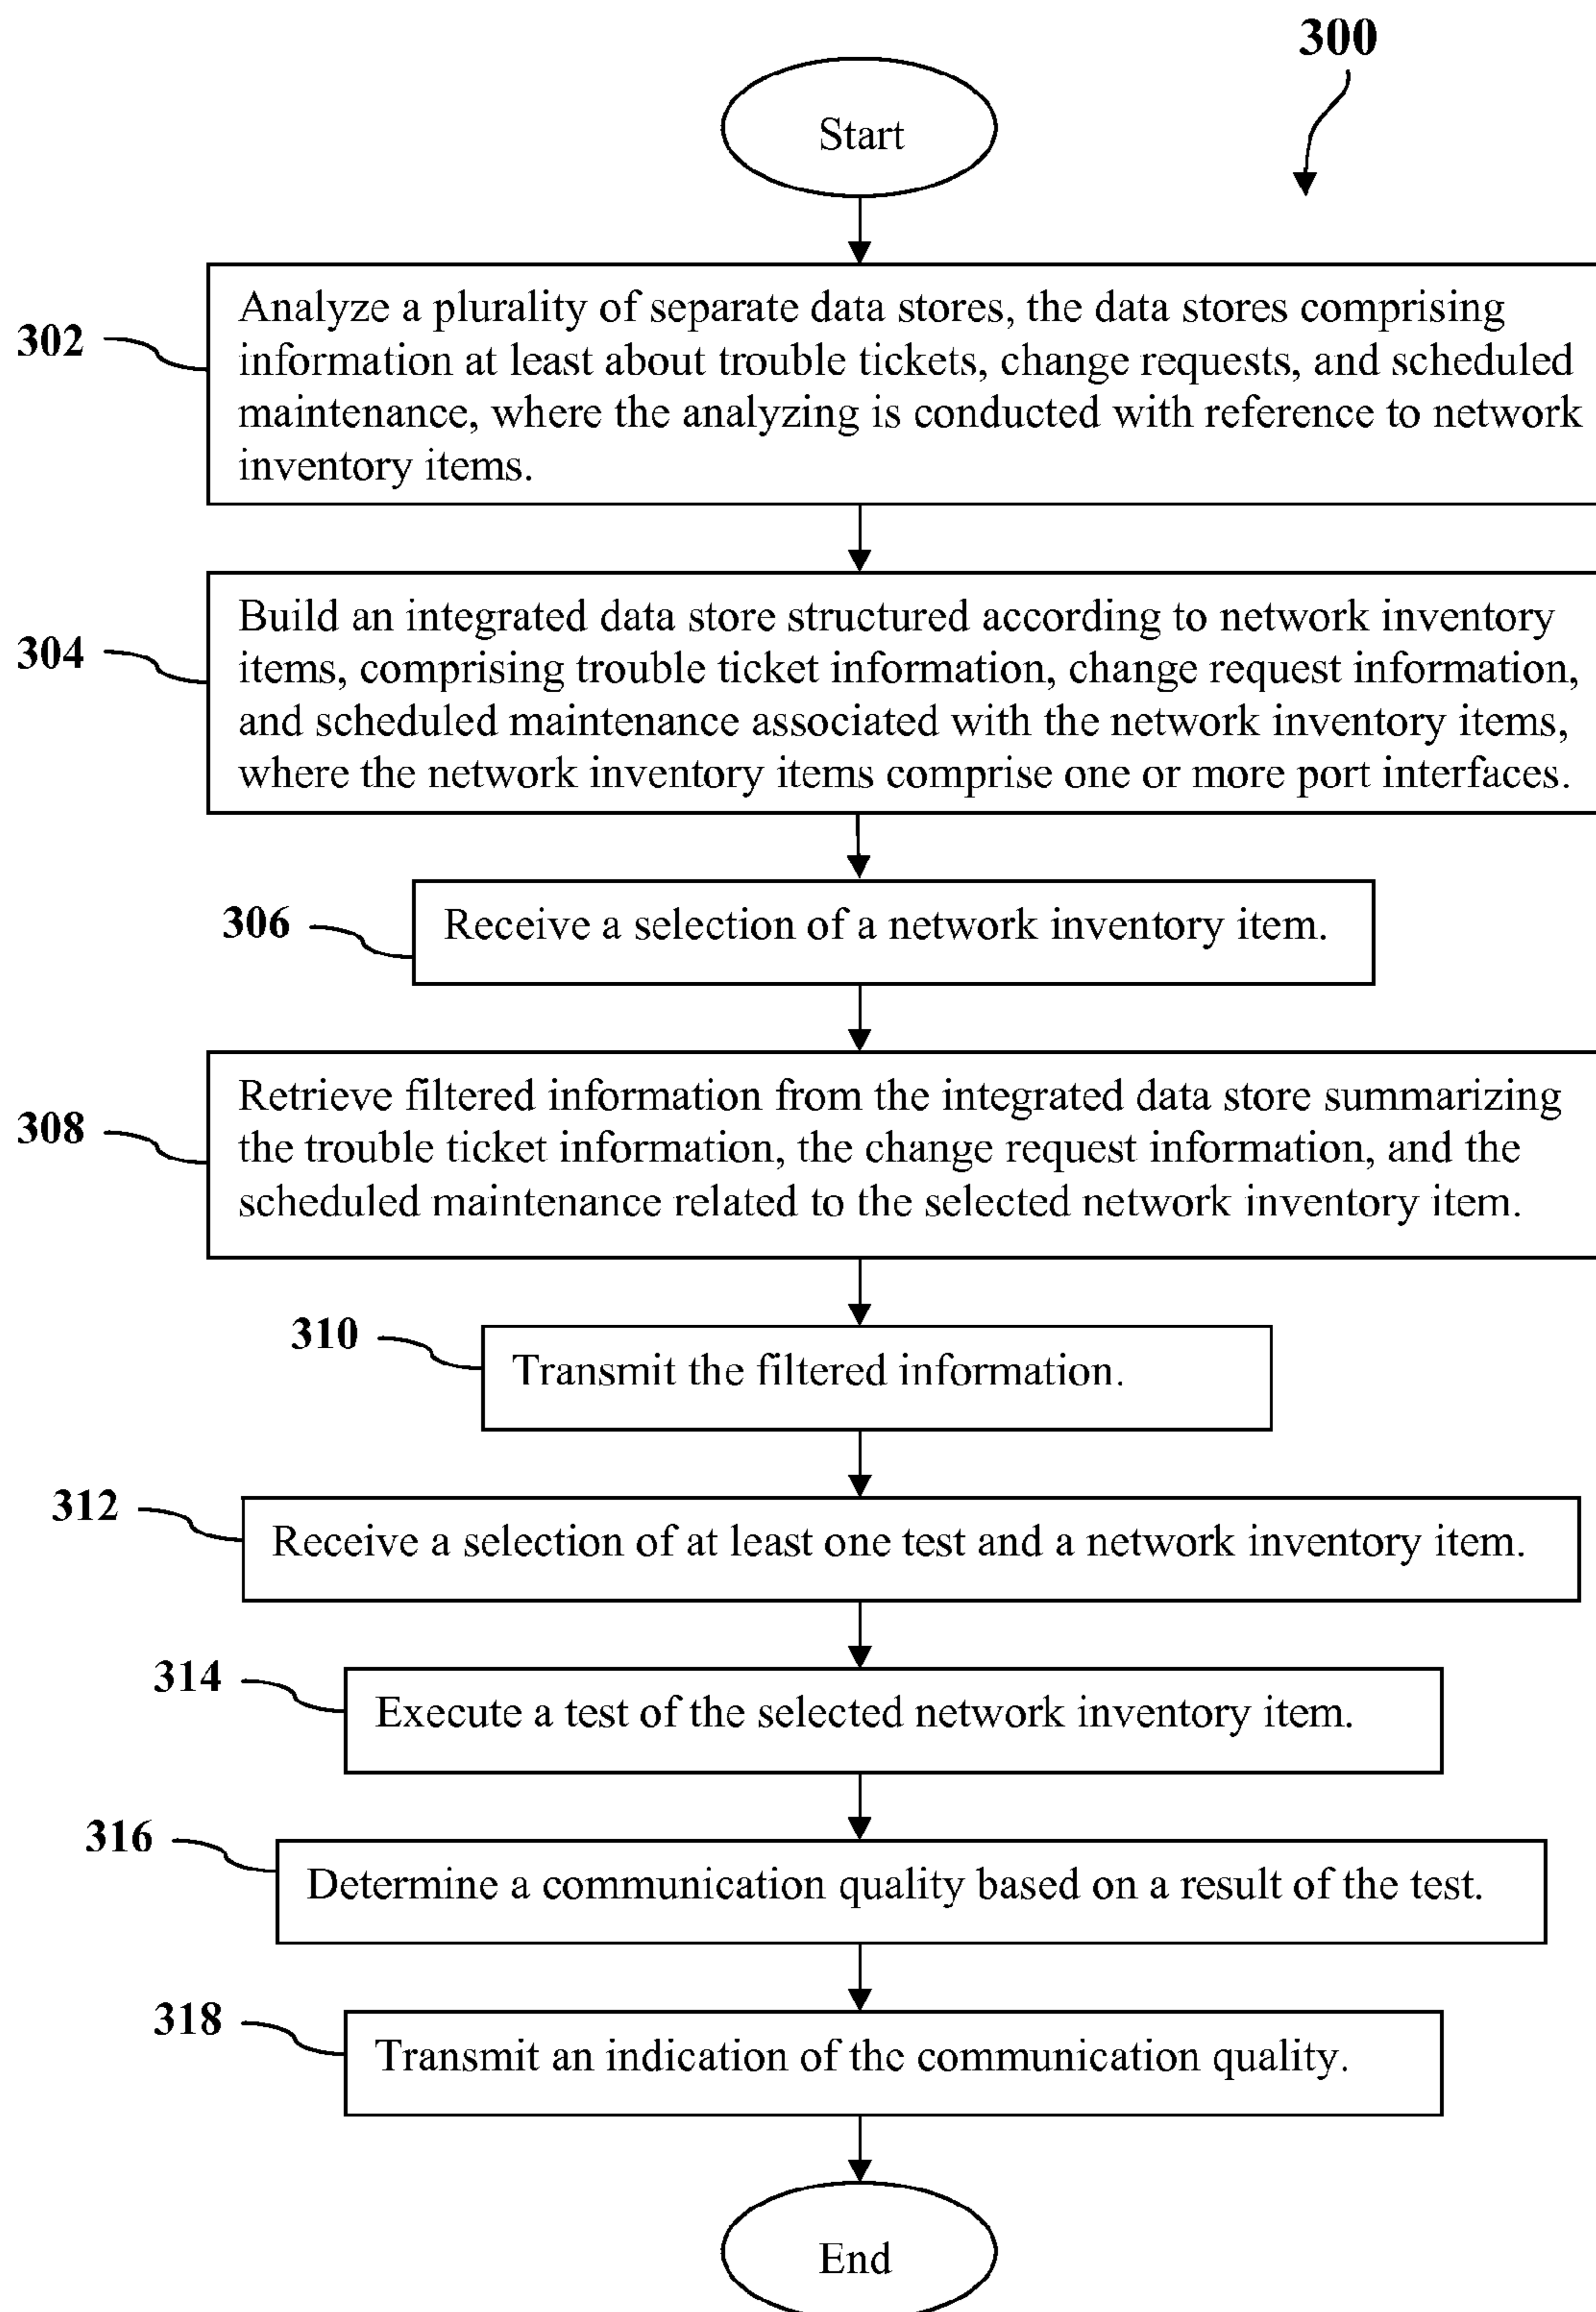 300
Start
302
Analyze a plurality of separate data stores, the data stores comprising
information at least about trouble tickets, change requests, and scheduled
maintenance, where the analyzing is conducted with reference to network
inventory items.
304
Build an integrated data store structured according to network inventory
items, comprising trouble ticket information, change request information,
and scheduled maintenance associated with the network inventory items,
where the network inventory items comprise one or more port interfaces.
306
Receive a selection of a network inventory item.
308
Retrieve filtered information from the integrated data store summarizing
the trouble ticket information, the change request information, and the
scheduled maintenance related to the selected network inventory item.
310
Transmit the filtered information.
312
Receive a selection of at least one test and a network inventory item.
314
Execute a test of the selected network inventory item.
316
Determine a communication quality based on a result of the test.
318
Transmit an indication of the communication quality.
End